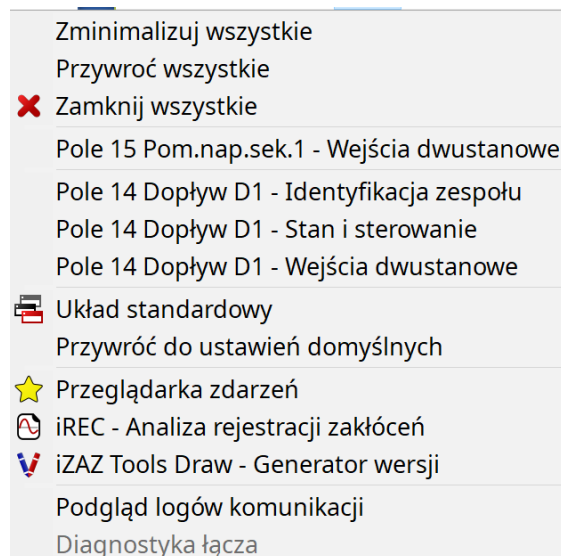 Zminimalizuj wszystkie
Przywroć wszystkie
Zamknij wszystkie
Pole 15 Pom.nap.sek.1 - Wejścia dwustanowe
Pole 14 Dopływ D1 - Identyfikacja zespołu
Pole 14 Dopływ D1 - Stan i sterowanie
Pole 14 Dopływ D1 - Wejścia dwustanowe
Układ standardowy
Przywróć do ustawień domyślnych
Przeglądarka zdarzeń
iREC - Analiza rejestracji zakłóceń
iZAZ Tools Draw - Generator wersji
Podgląd logów komunikacji
Diagnostyka łącza